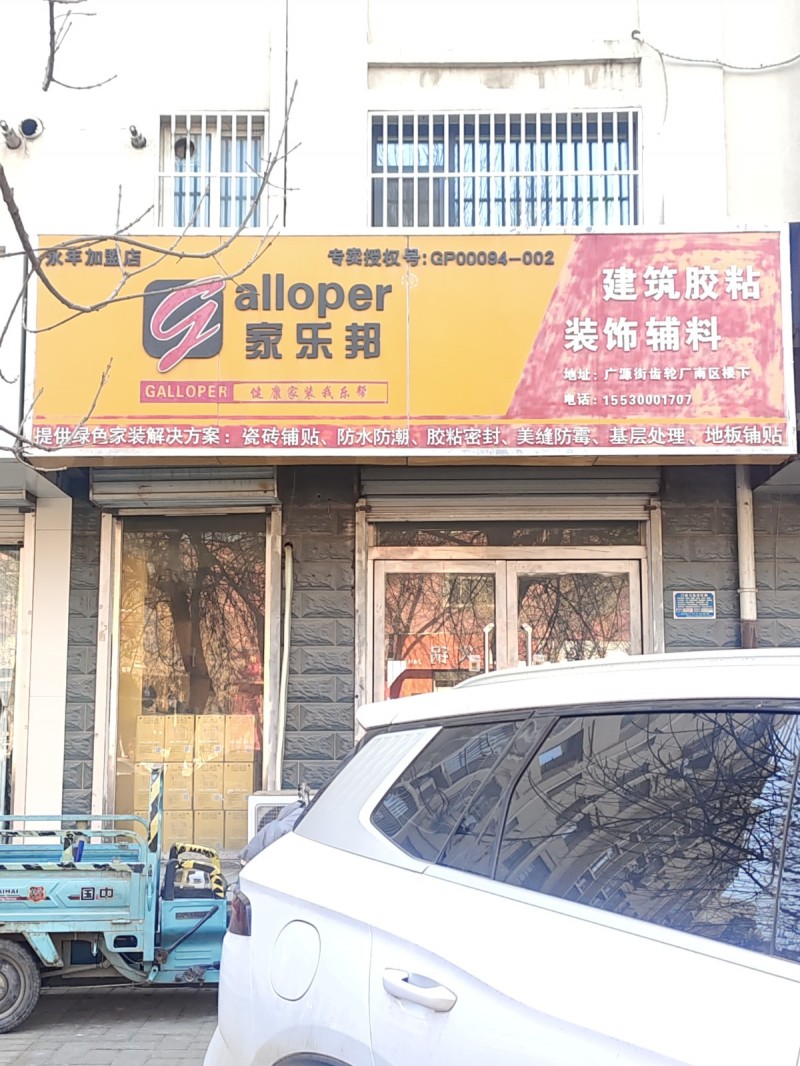 永丰加盟店
专卖授权号:GP00094-002
Galloper
家乐邦
GALLOPER 健康家装我乐帮
建筑胶粘
装饰辅料
地址:广源街齿轮厂南区楼下
电话:15530001707
提供绿色家装解决方案:瓷砖铺贴、防水防潮、胶粘密封、美缝防霉、基层处理、地板铺贴
国中